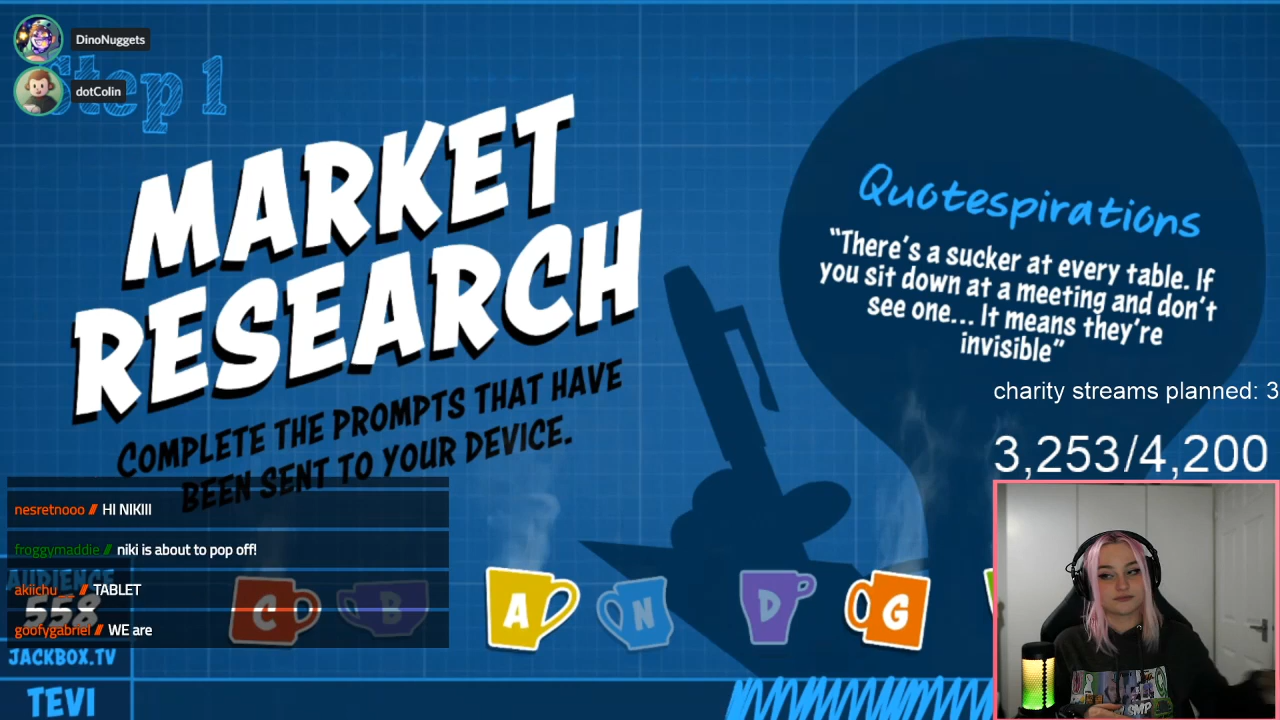 DinoNuggets
dotColin
Step 1
MARKET
RESEARCH
COMPLETE THE PROMPTS THAT HAVE
BEEN SENT TO YOUR DEVICE.
Quotespirations
"There's a sucker at every table. If
you sit down at a meeting and don't
see one... It means they're
invisible"
charity streams planned: 3
3,253/4,200
nesretnooo // HI NIKIII
froggymaddie // niki is about to pop off!
akiichu__ // TABLET
goofygabriel // WE are
AUDIENCE
558
JACKBOX.TV
TEVI
C
B
A
N
D
G
SMP